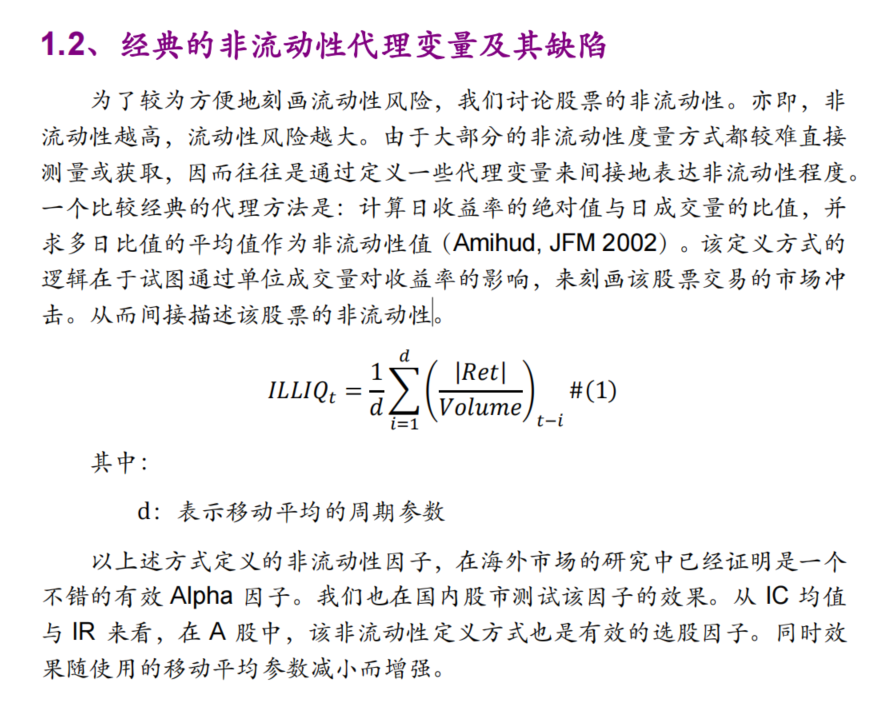 1.2、经典的非流动性代理变量及其缺陷
为了较为方便地刻画流动性风险，我们讨论股票的非流动性。亦即，非
流动性越高，流动性风险越大。由于大部分的非流动性度量方式都较难直接
测量或获取，因而往往是通过定义一些代理变量来间接地表达非流动性程度。
一个比较经典的代理方法是：计算日收益率的绝对值与日成交量的比值，并
求多日比值的平均值作为非流动性值（Amihud, JFM 2002）。该定义方式的
逻辑在于试图通过单位成交量对收益率的影响，来刻画该股票交易的市场冲
击。从而间接描述该股票的非流动性。
ILLIQ_t = \frac{1}{d} \sum_{i=1}^{d} \left( \frac{|Ret|}{Volume} \right)_{t-i} #(1)
其中：
d：表示移动平均的周期参数
以上述方式定义的非流动性因子，在海外市场的研究中已经证明是一个
不错的有效 Alpha 因子。我们也在国内股市测试该因子的效果。从 IC 均值
与 IR 来看，在 A 股中，该非流动性定义方式也是有效的选股因子。同时效
果随使用的移动平均参数减小而增强。